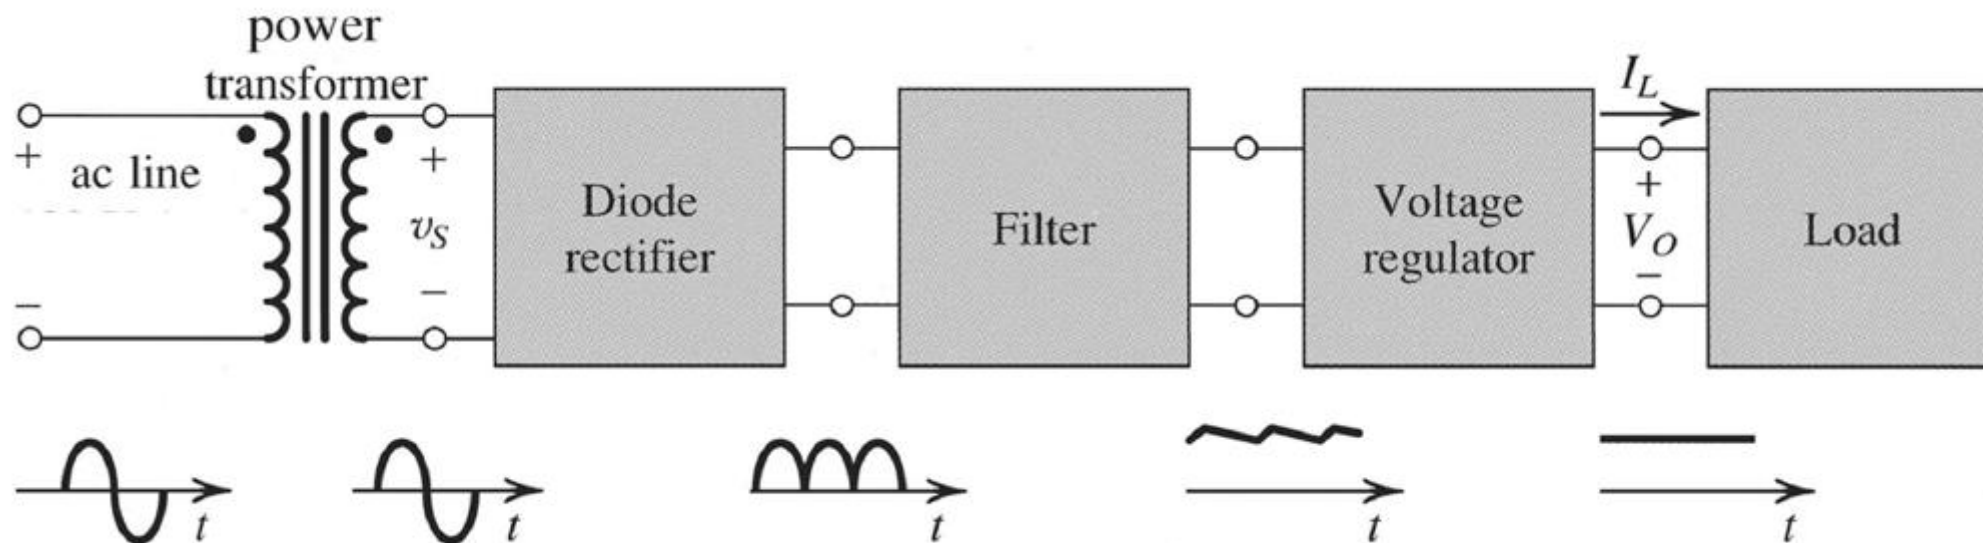 power
transformer
+
ac line
−
+
v_S
−
Diode
rectifier
Filter
Voltage
regulator
I_L
+
V_O
−
Load
t
t
t
t
t